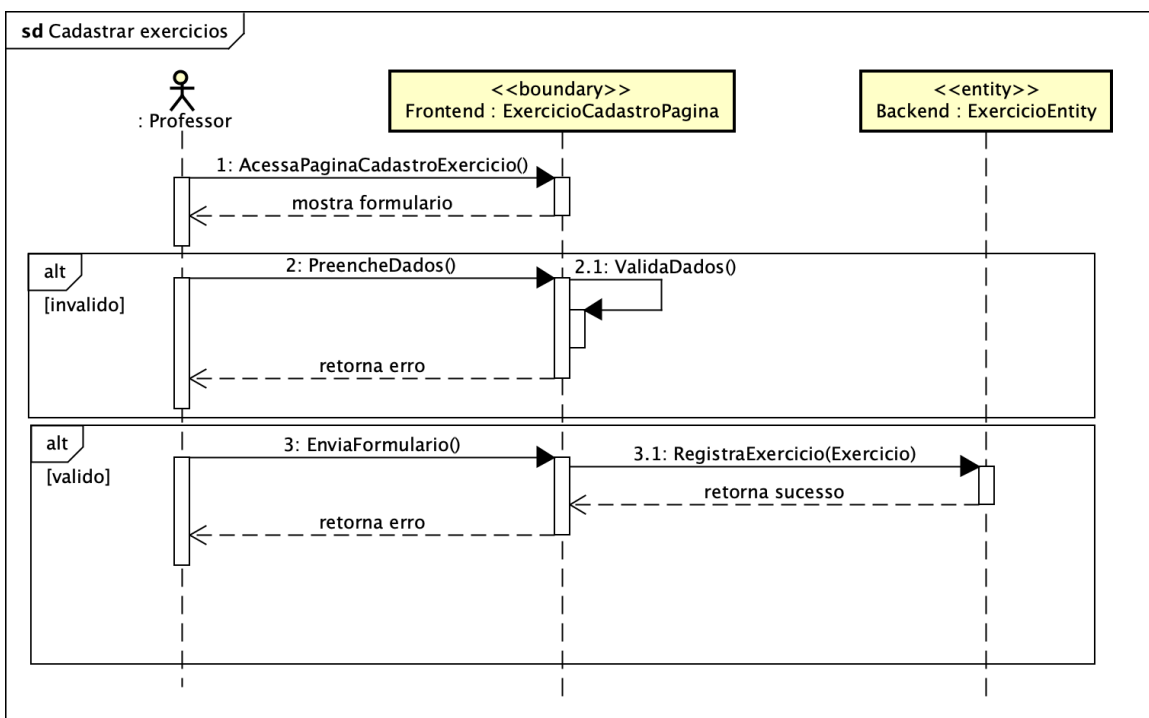 sd Cadastrar exercicios
: Professor
<<boundary>>
Frontend : ExercicioCadastroPagina
<<entity>>
Backend : ExercicioEntity
1: AcessaPaginaCadastroExercicio()
mostra formulario
alt
[invalido]
2: PreencheDados()
2.1: ValidaDados()
retorna erro
alt
[valido]
3: EnviaFormulario()
3.1: RegistraExercicio(Exercicio)
retorna sucesso
retorna erro